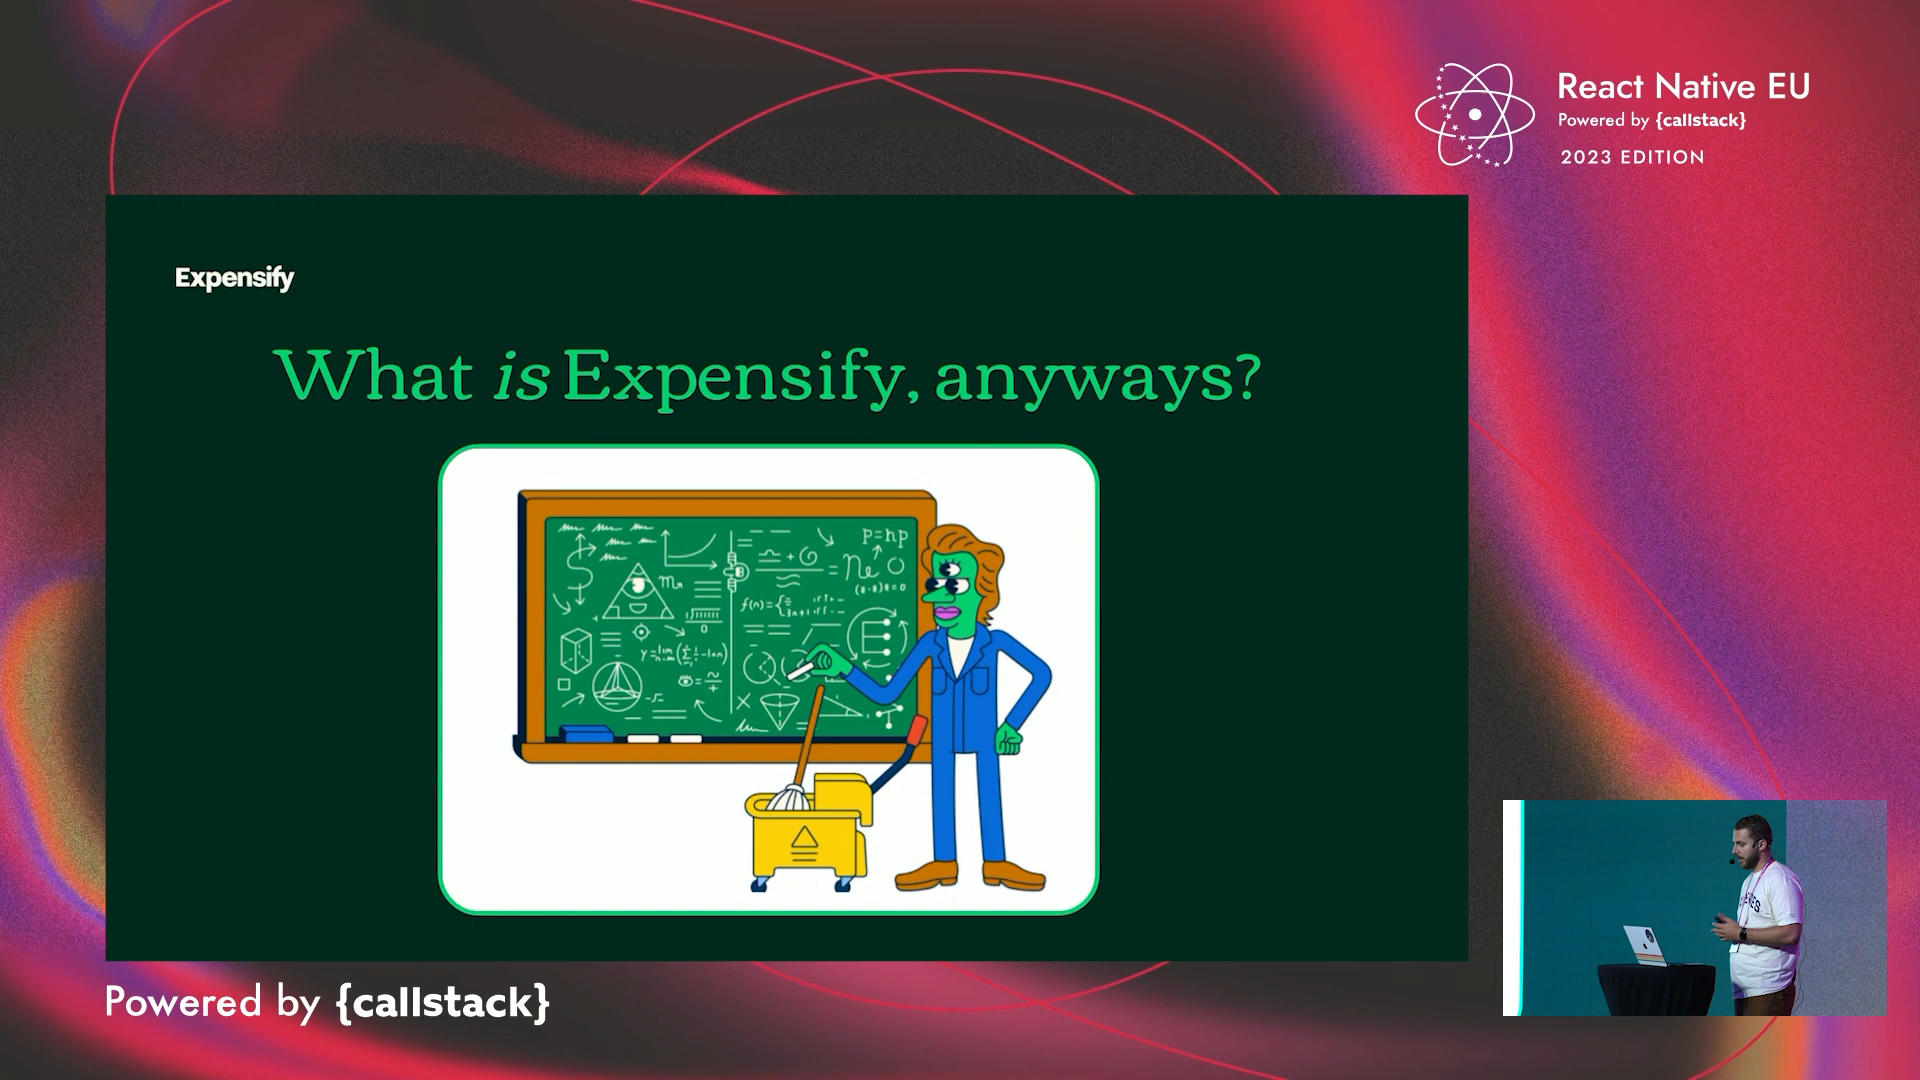 React Native EU
Powered by {callstack}
2023 EDITION
Expensify
What is Expensify, anyways?
p=hp
Powered by {callstack}